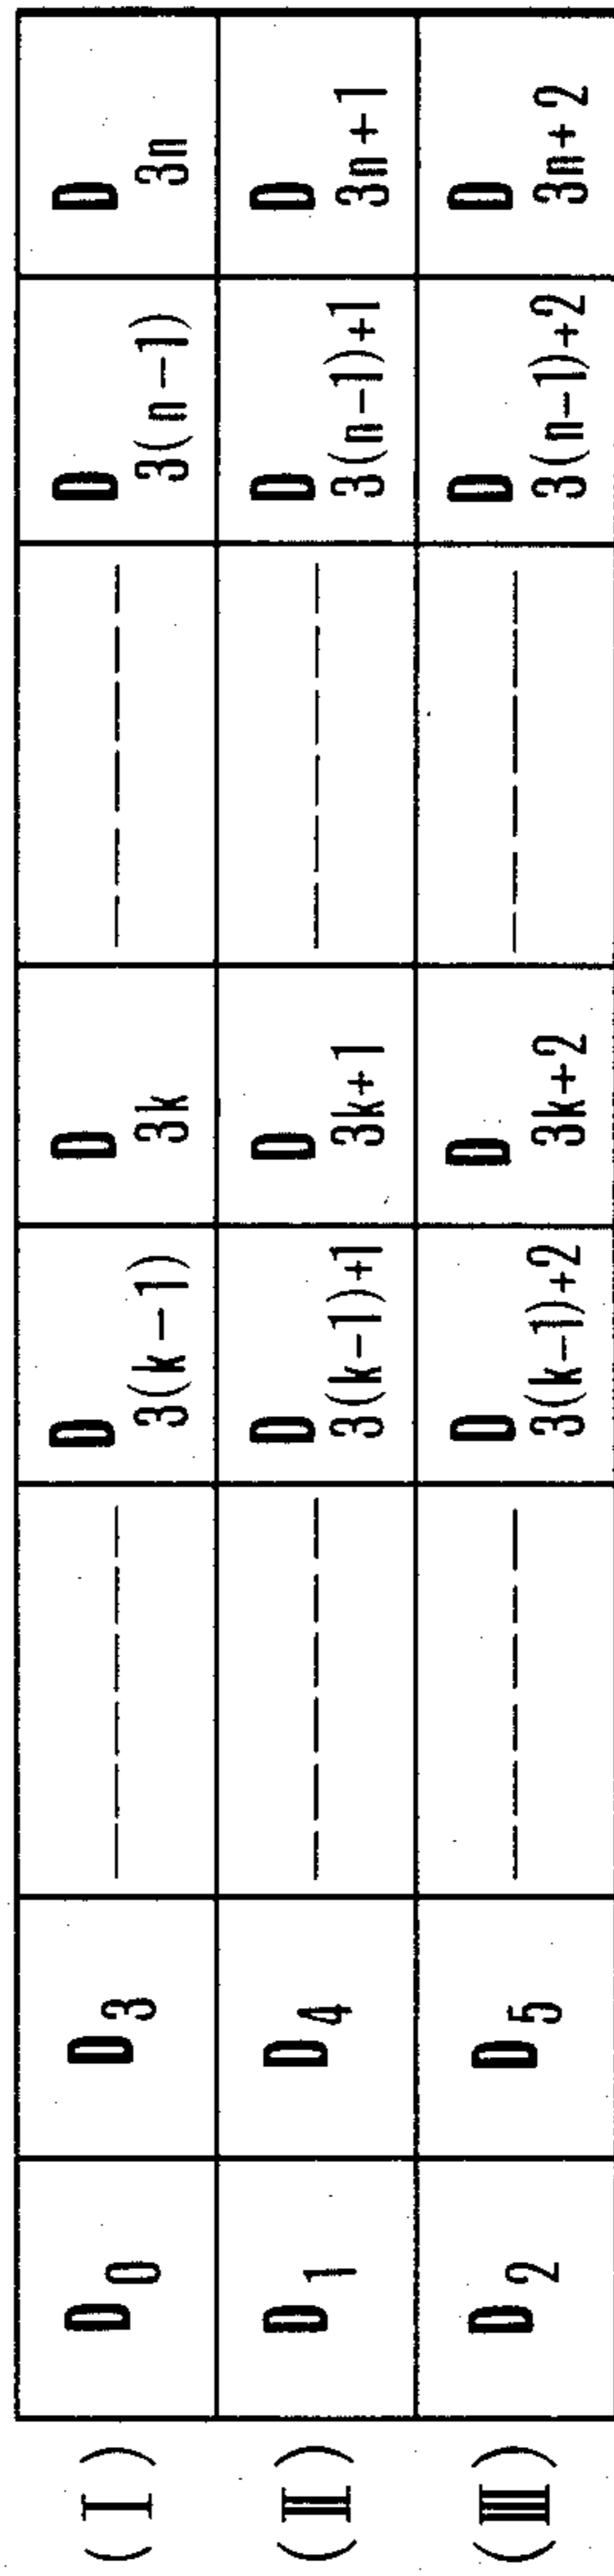 (I) D0 D3 ------- D3(k-1) D3k ------- D3(n-1) D3n
(II) D1 D4 ------- D3(k-1)+1 D3k+1 ------- D3(n-1)+1 D3n+1
(III) D2 D5 ------- D3(k-1)+2 D3k+2 ------- D3(n-1)+2 D3n+2